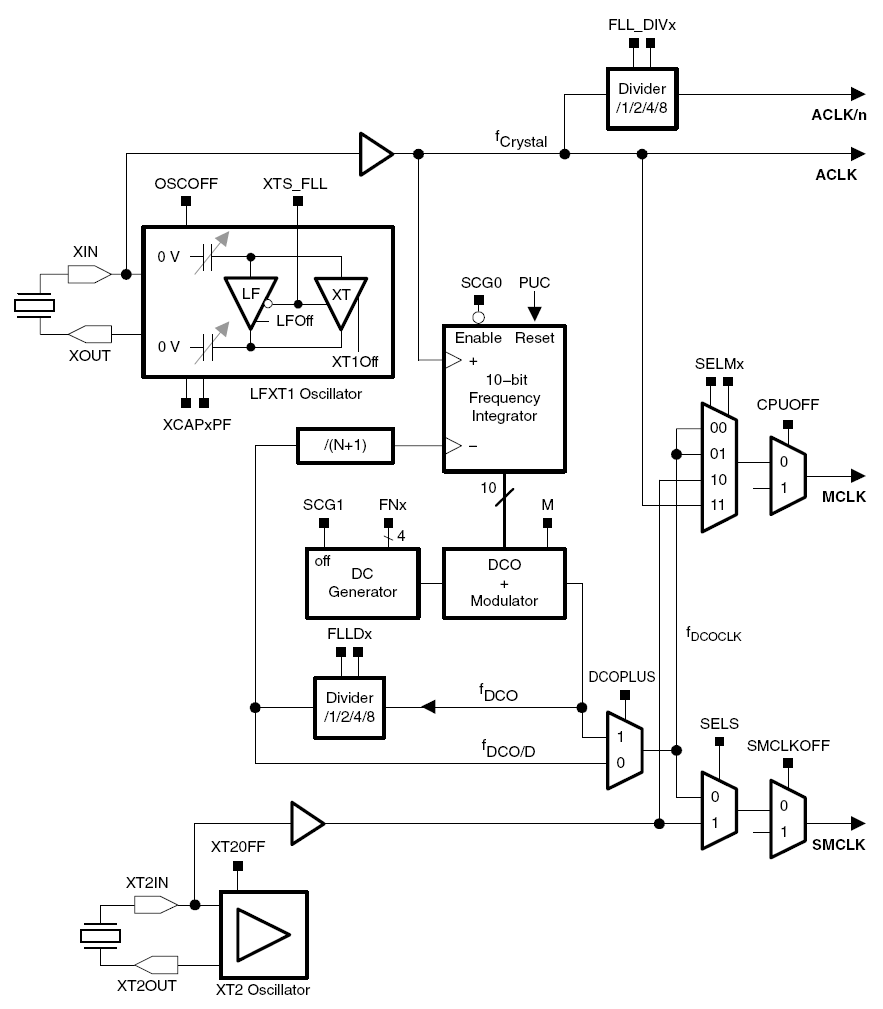 FLL_DIVx
Divider
/1/2/4/8
ACLK/n
fCrystal
ACLK
OSCOFF
XTS_FLL
XIN
0 V
LF
XT
LFOff
0 V
XT1Off
XOUT
LFXT1 Oscillator
XCAPxPF
SCG0
PUC
Enable
Reset
+
10−bit
Frequency
Integrator
−
/(N+1)
10
SELMx
00
01
10
11
CPUOFF
0
1
MCLK
SCG1
FNx
4
M
off
DC
Generator
DCO
+
Modulator
fDCOCLK
FLLDx
Divider
/1/2/4/8
fDCO
DCOPLUS
1
0
fDCO/D
SELS
0
1
SMCLKOFF
0
1
SMCLK
XT2OFF
XT2IN
XT2OUT
XT2 Oscillator